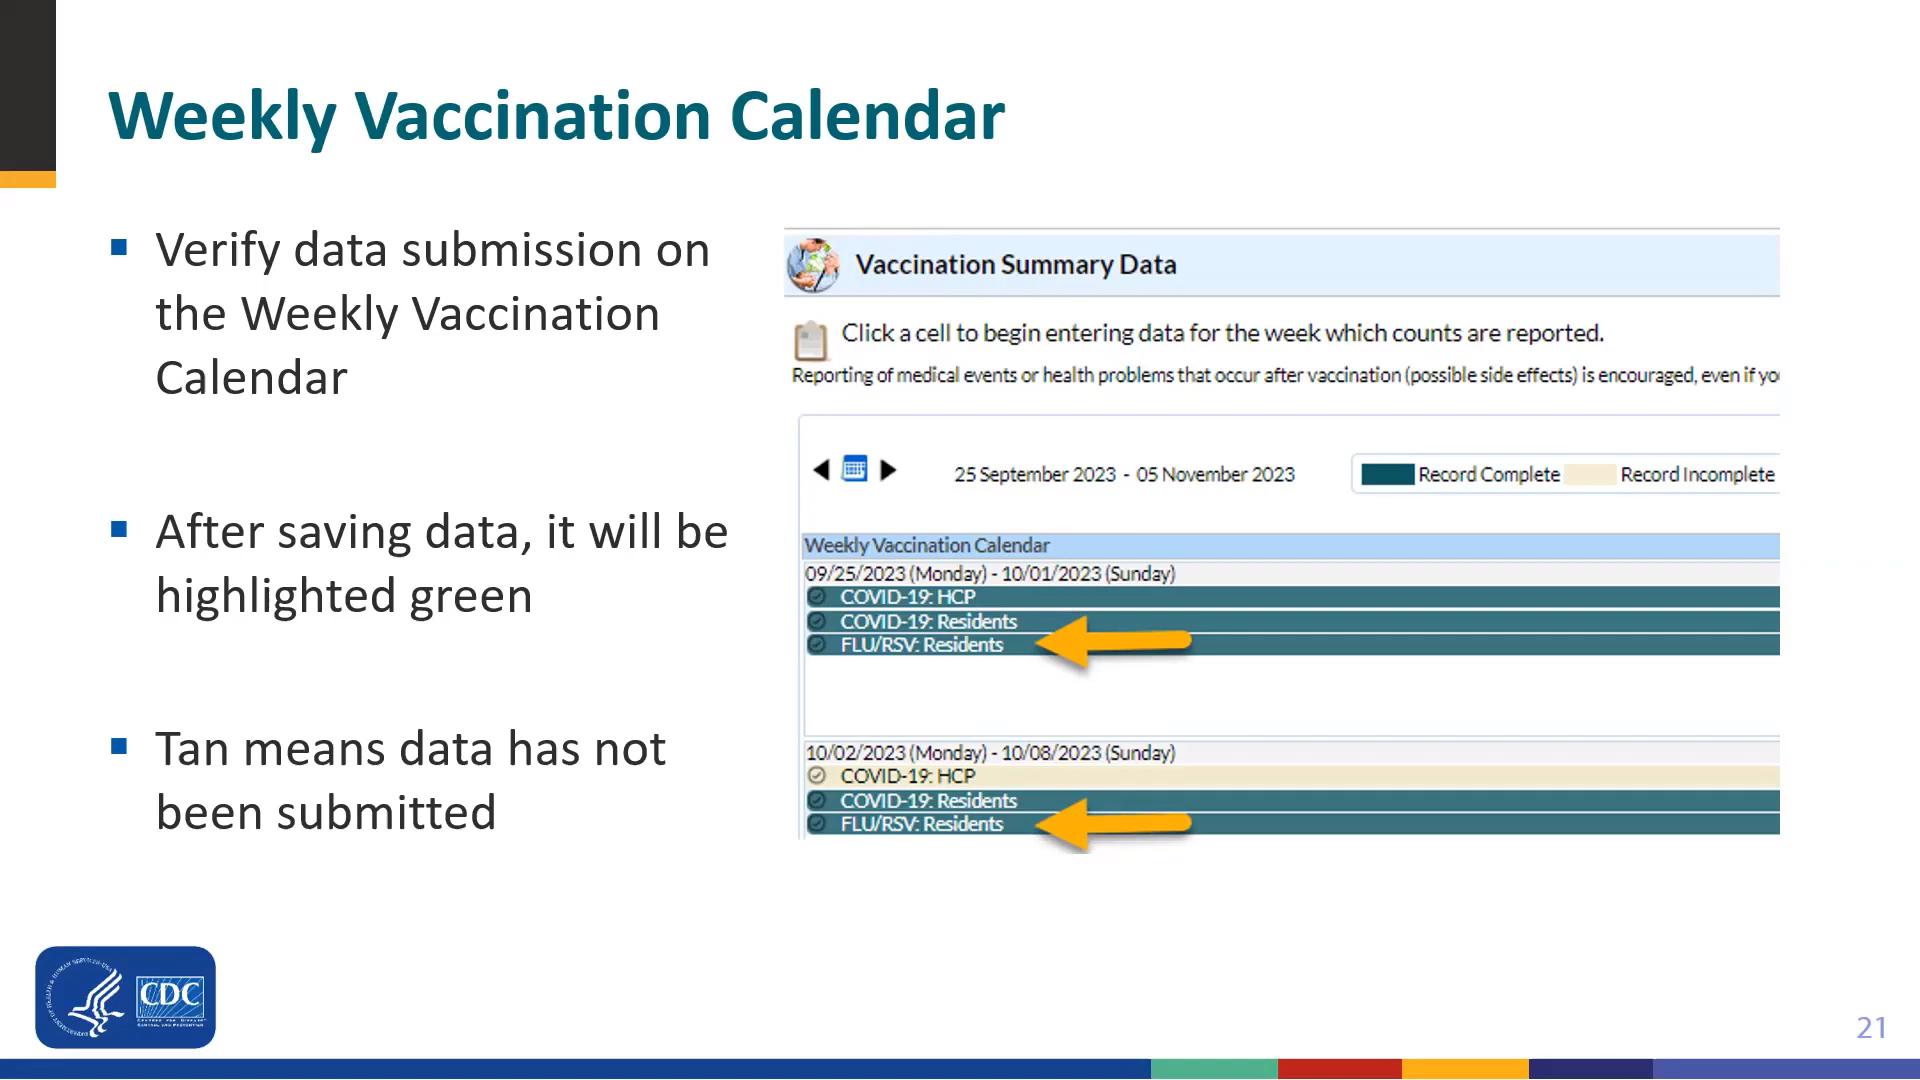 Weekly Vaccination Calendar
Verify data submission on
the Weekly Vaccination
Calendar
After saving data, it will be
highlighted green
Tan means data has not
been submitted
Vaccination Summary Data
Click a cell to begin entering data for the week which counts are reported.
Reporting of medical events or health problems that occur after vaccination (possible side effects) is encouraged, even if yo
25 September 2023 - 05 November 2023
Record Complete Record Incomplete
Weekly Vaccination Calendar
09/25/2023 (Monday) - 10/01/2023 (Sunday)
COVID-19: HCP
COVID-19: Residents
FLU/RSV: Residents
10/02/2023 (Monday) - 10/08/2023 (Sunday)
COVID-19: HCP
COVID-19: Residents
FLU/RSV: Residents
CDC
21